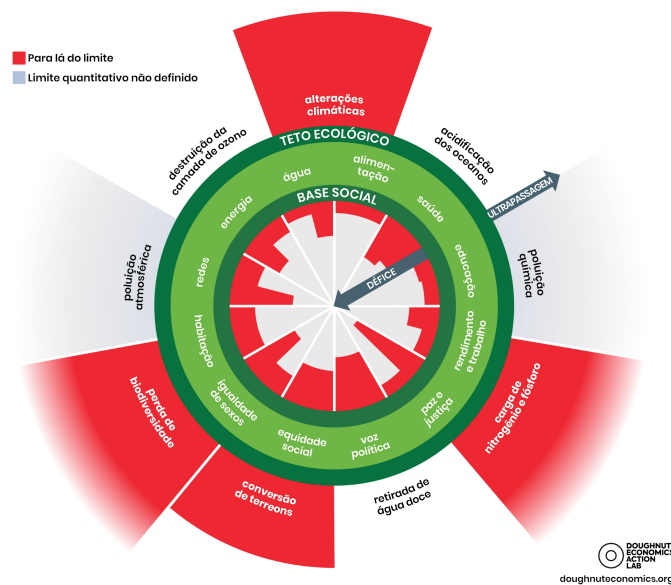 Para lá do limite
Limite quantitativo não definido
alterações
climáticas
destruição da
camada de ozono
TETO ECOLÓGICO
acidificação
dos oceanos
água
alimen-
tação
ULTRAPASSAGEM
energia
BASE SOCIAL
saúde
poluição
atmosférica
redes
DÉFICE
educação
poluição
química
habitação
rendimento
e trabalho
perda de
biodiversidade
igualdade
de sexos
paz e
justiça
carga de
nitrogénio e fósforo
equidade
social
voz
política
conversão
de terreons
retirada de
água doce
DOUGHNUT
ECONOMICS
ACTION
LAB
doughnuteconomics.org